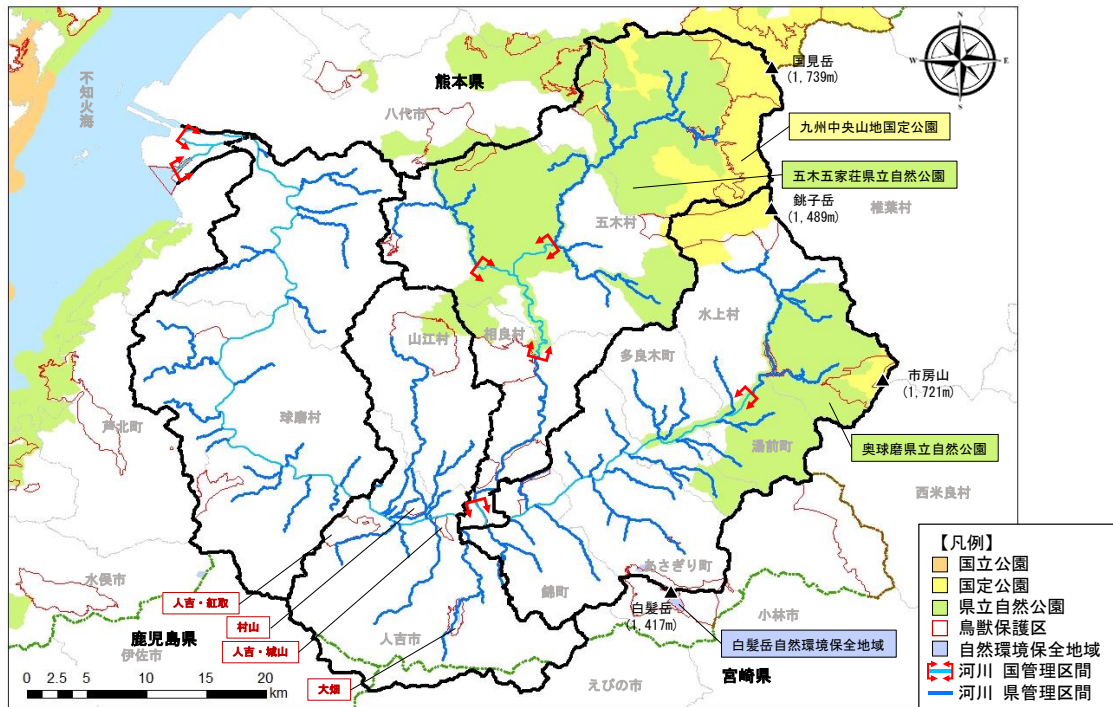 N
W
E
S
国見岳
(1,739m)
熊本県
不知火海
八代市
九州中央山地国定公園
五木五家荘県立自然公園
銚子岳
(1,489m)
椎葉村
五木村
水上村
山江村
相良村
多良木町
市房山
(1,721m)
球磨村
芦北町
湯前町
奥球磨県立自然公園
西米良村
あさぎり町
水俣市
錦町
白髪岳
(1,417m)
小林市
人吉・紅取
村山
鹿児島県
人吉・城山
人吉市
伊佐市
白髪岳自然環境保全地域
大畑
宮崎県
えびの市
0 2.5 5 10 15 20
km
【凡例】
国立公園
国定公園
県立自然公園
鳥獣保護区
自然環境保全地域
河川 国管理区間
河川 県管理区間